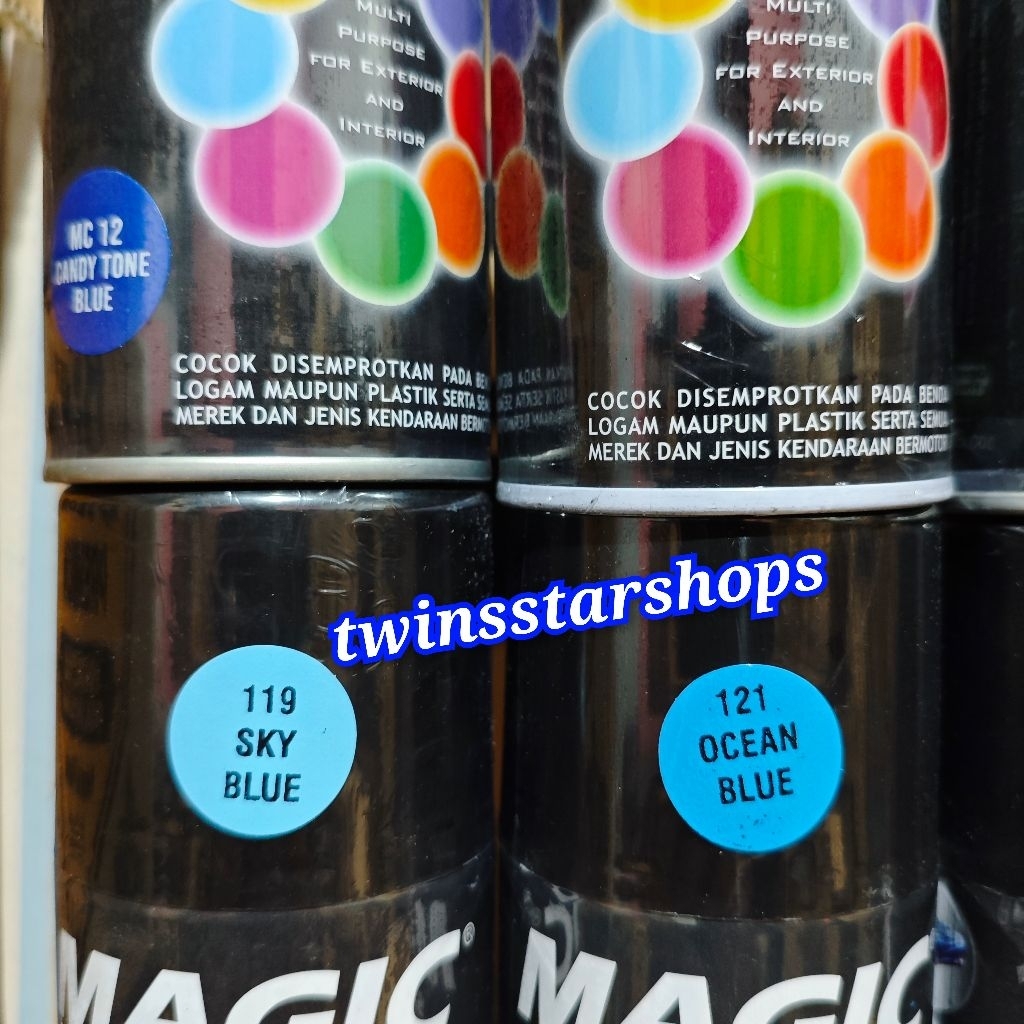 MULTI
PURPOSE
FOR EXTERIOR
AND
INTERIOR
MC 12
CANDY TONE
BLUE
COCOK DISEMPROTKAN PADA
LOGAM MAUPUN PLASTIK SERTA
MEREK DAN JENIS KENDARAAN
MULTI
PURPOSE
FOR EXTERIOR
AND
INTERIOR
COCOK DISEMPROTKAN PADA
LOGAM MAUPUN PLASTIK SERTA
MEREK DAN JENIS KENDARAAN BERMOTOR
twinsstarshops
119
SKY
BLUE
MAGIC®
121
OCEAN
BLUE
MAGIC